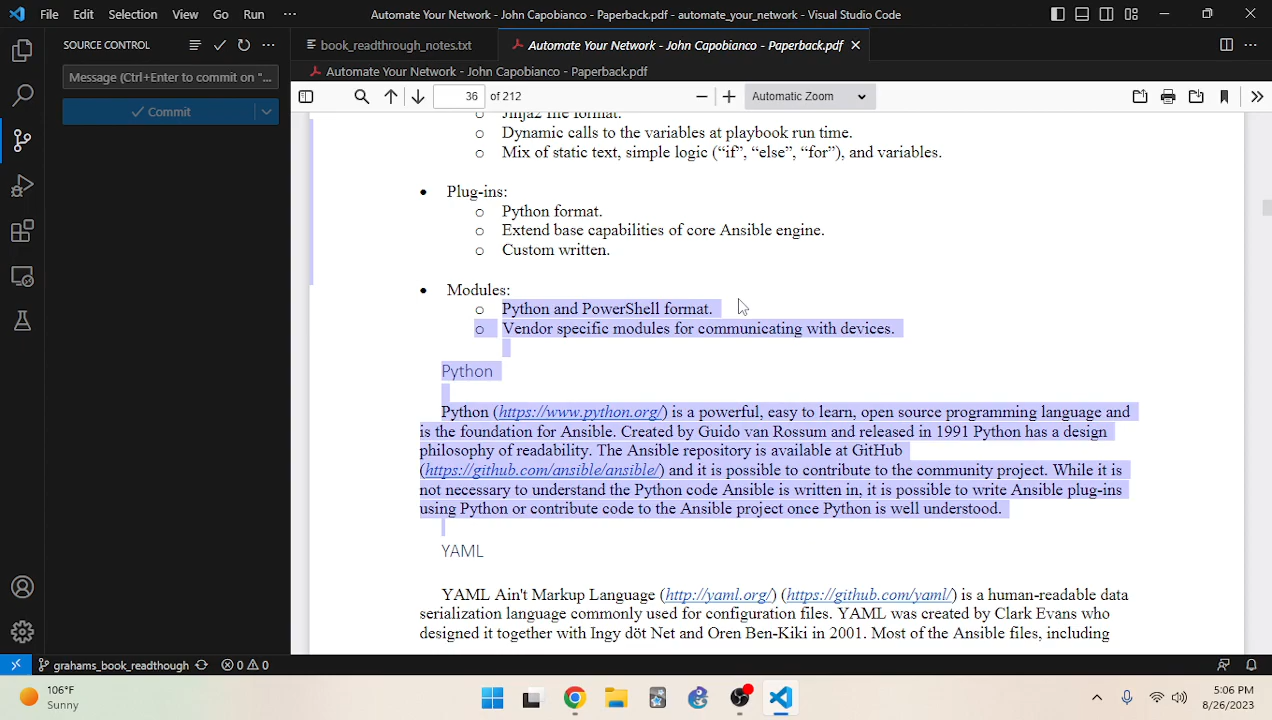 File Edit Selection View Go Run ··· Automate Your Network - John Capobianco - Paperback.pdf - automate_your_network - Visual Studio Code
SOURCE CONTROL
book_readthrough_notes.txt
Automate Your Network - John Capobianco - Paperback.pdf
Message (Ctrl+Enter to commit on "...
Automate Your Network - John Capobianco - Paperback.pdf
Commit
36 of 212
Automatic Zoom
Jinja2 file format.
○ Dynamic calls to the variables at playbook run time.
○ Mix of static text, simple logic (“if”, “else”, “for”), and variables.
• Plug-ins:
○ Python format.
○ Extend base capabilities of core Ansible engine.
○ Custom written.
• Modules:
○ Python and PowerShell format.
○ Vendor specific modules for communicating with devices.
Python
Python (https://www.python.org/) is a powerful, easy to learn, open source programming language and
is the foundation for Ansible. Created by Guido van Rossum and released in 1991 Python has a design
philosophy of readability. The Ansible repository is available at GitHub
(https://github.com/ansible/ansible/) and it is possible to contribute to the community project. While it is
not necessary to understand the Python code Ansible is written in, it is possible to write Ansible plug-ins
using Python or contribute code to the Ansible project once Python is well understood.
YAML
YAML Ain't Markup Language (http://yaml.org/) (https://github.com/yaml/) is a human-readable data
serialization language commonly used for configuration files. YAML was created by Clark Evans who
designed it together with Ingy döt Net and Oren Ben-Kiki in 2001. Most of the Ansible files, including
grahams_book_readthough 0 0
106°F
Sunny
5:06 PM
8/26/2023